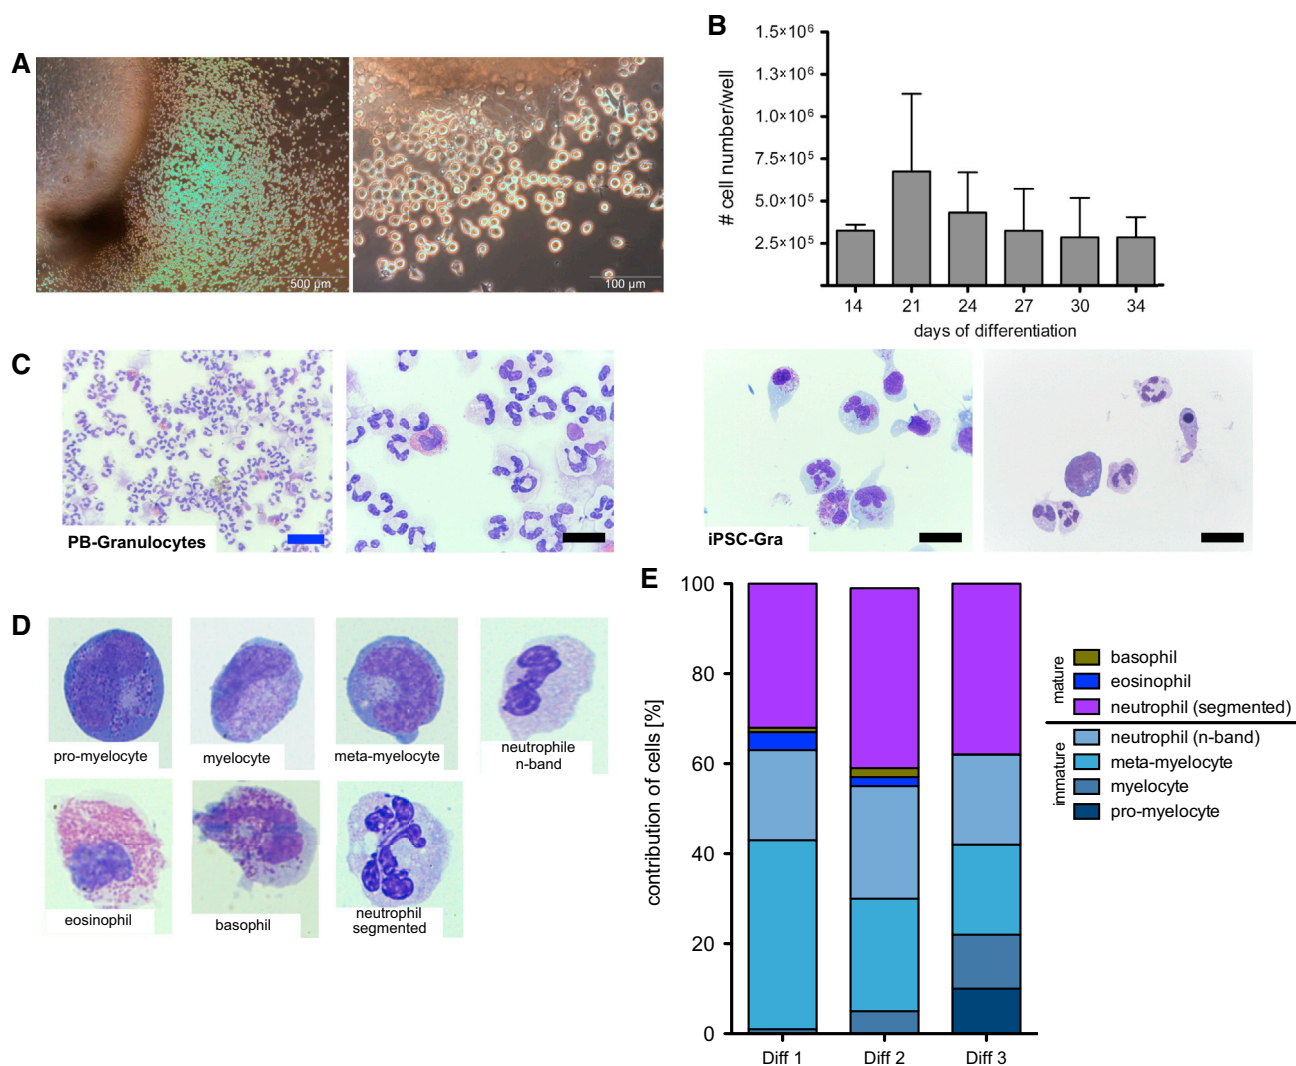 A
500 µm
100 µm
B
# cell number/well
1.5×10⁶
1.3×10⁶
1.0×10⁶
7.5×10⁵
5.0×10⁵
2.5×10⁵
14 21 24 27 30 34
days of differentiation
C
PB-Granulocytes
iPSC-Gra
D
pro-myelocyte
myelocyte
meta-myelocyte
neutrophile
n-band
eosinophil
basophil
neutrophil
segmented
E
contribution of cells [%]
100
80
60
40
20
0
Diff 1 Diff 2 Diff 3
mature
basophil
eosinophil
neutrophil (segmented)
immature
neutrophil (n-band)
meta-myelocyte
myelocyte
pro-myelocyte